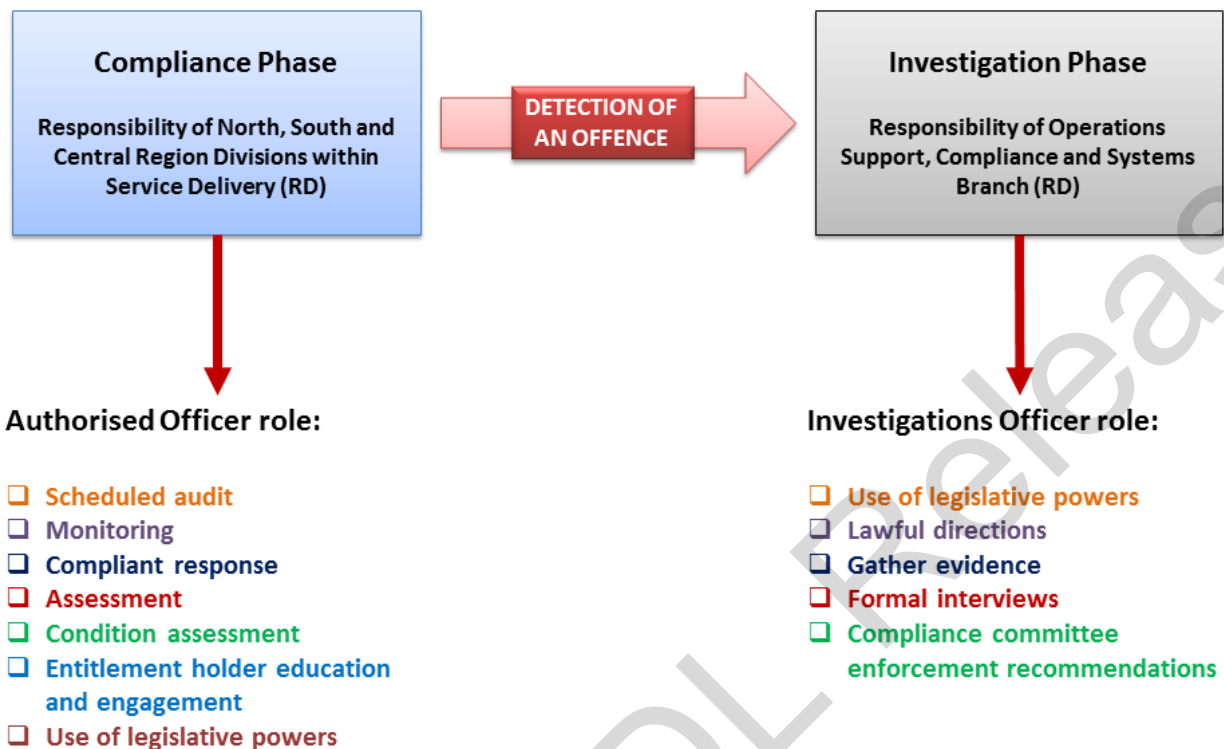 Compliance Phase
Responsibility of North, South and
Central Region Divisions within
Service Delivery (RD)
DETECTION OF
AN OFFENCE
Investigation Phase
Responsibility of Operations
Support, Compliance and Systems
Branch (RD)
Authorised Officer role:
Scheduled audit
Monitoring
Compliant response
Assessment
Condition assessment
Entitlement holder education
and engagement
Use of legislative powers
Investigations Officer role:
Use of legislative powers
Lawful directions
Gather evidence
Formal interviews
Compliance committee
enforcement recommendations